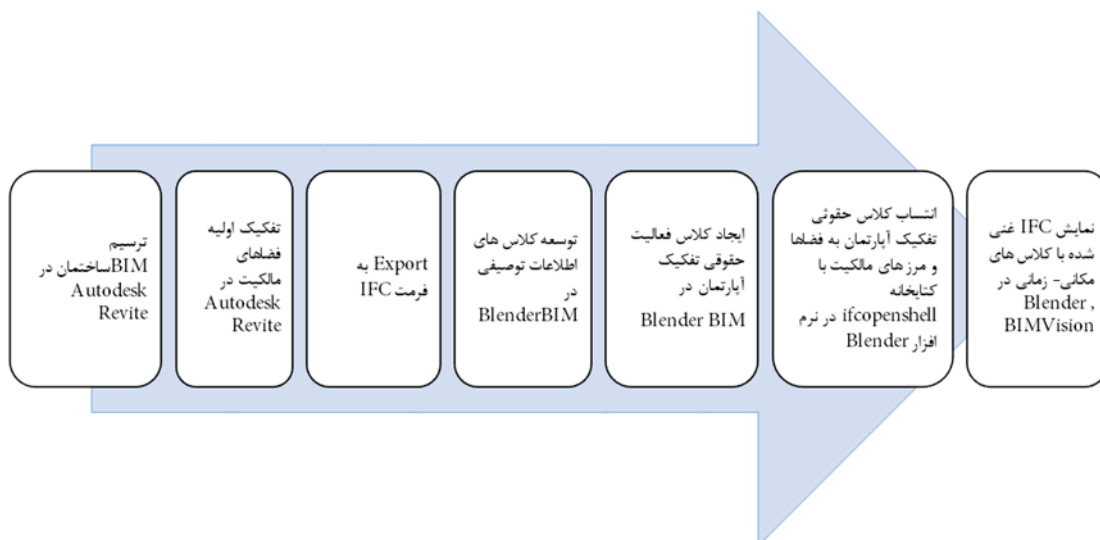 ترسیم
BIMساختمان در
Autodesk
Revite
تفکیک اولیه
فضاهای
مالکیت در
Autodesk
Revite
Export به
فرمت IFC
توسعه کلاس های
اطلاعات توصیفی
در
BlenderBIM
ایجاد کلاس فعالیت
حقوقی تفکیک
آپارتمان در
Blender BIM
انتساب کلاس حقوثی
تفکیک آپارتمان به فضاها
و مرز های مالکیت با
کتابخانه
ifcopenshell در نرم
افزار Blender
نمایش IFC غنی
شده با کلاس های
مکانی- زمانی در
Blender ,
BIMVision